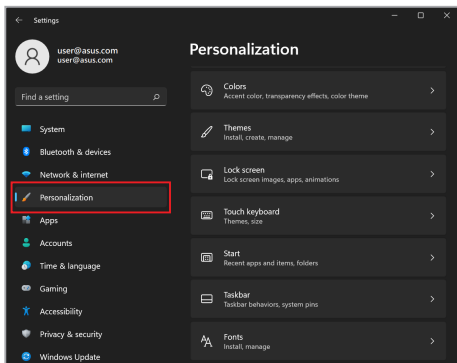 Settings
user@asus.com
user@asus.com
Find a setting
System
Bluetooth & devices
Network & internet
Personalization
Apps
Accounts
Time & language
Gaming
Accessibility
Privacy & security
Windows Update
Personalization
Colors
Accent color, transparency effects, color theme
Themes
Install, create, manage
Lock screen
Lock screen images, apps, animations
Touch keyboard
Themes, size
Start
Recent apps and items, folders
Taskbar
Taskbar behaviors, system pins
Fonts
Install, manage